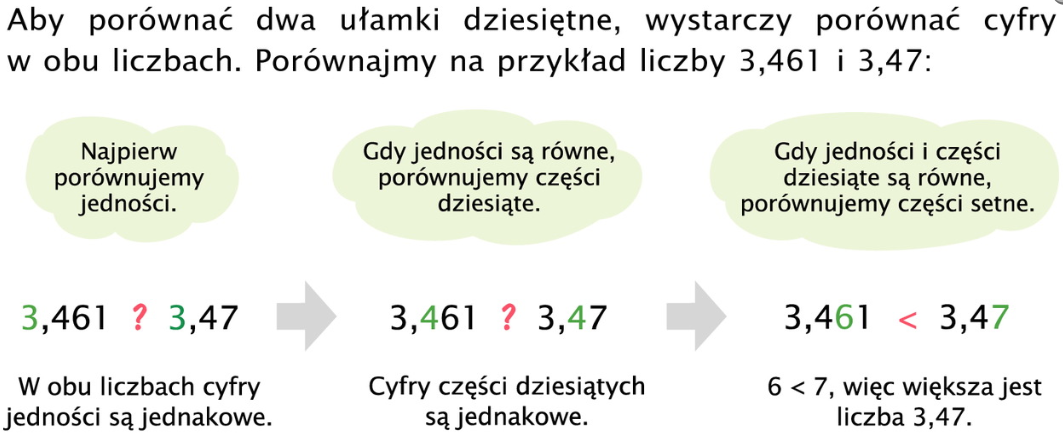 Aby porównać dwa ułamki dziesiętne, wystarczy porównać cyfry
w obu liczbach. Porównajmy na przykład liczby 3,461 i 3,47:
Najpierw
porównujemy
jedności.
Gdy jedności są równe,
porównujemy części
dziesiąte.
Gdy jedności i części
dziesiąte są równe,
porównujemy części setne.
3,461 ? 3,47
3,461 ? 3,47
3,461 < 3,47
W obu liczbach cyfry
jedności są jednakowe.
Cyfry części dziesiątych
są jednakowe.
6 < 7, więc większa jest
liczba 3,47.